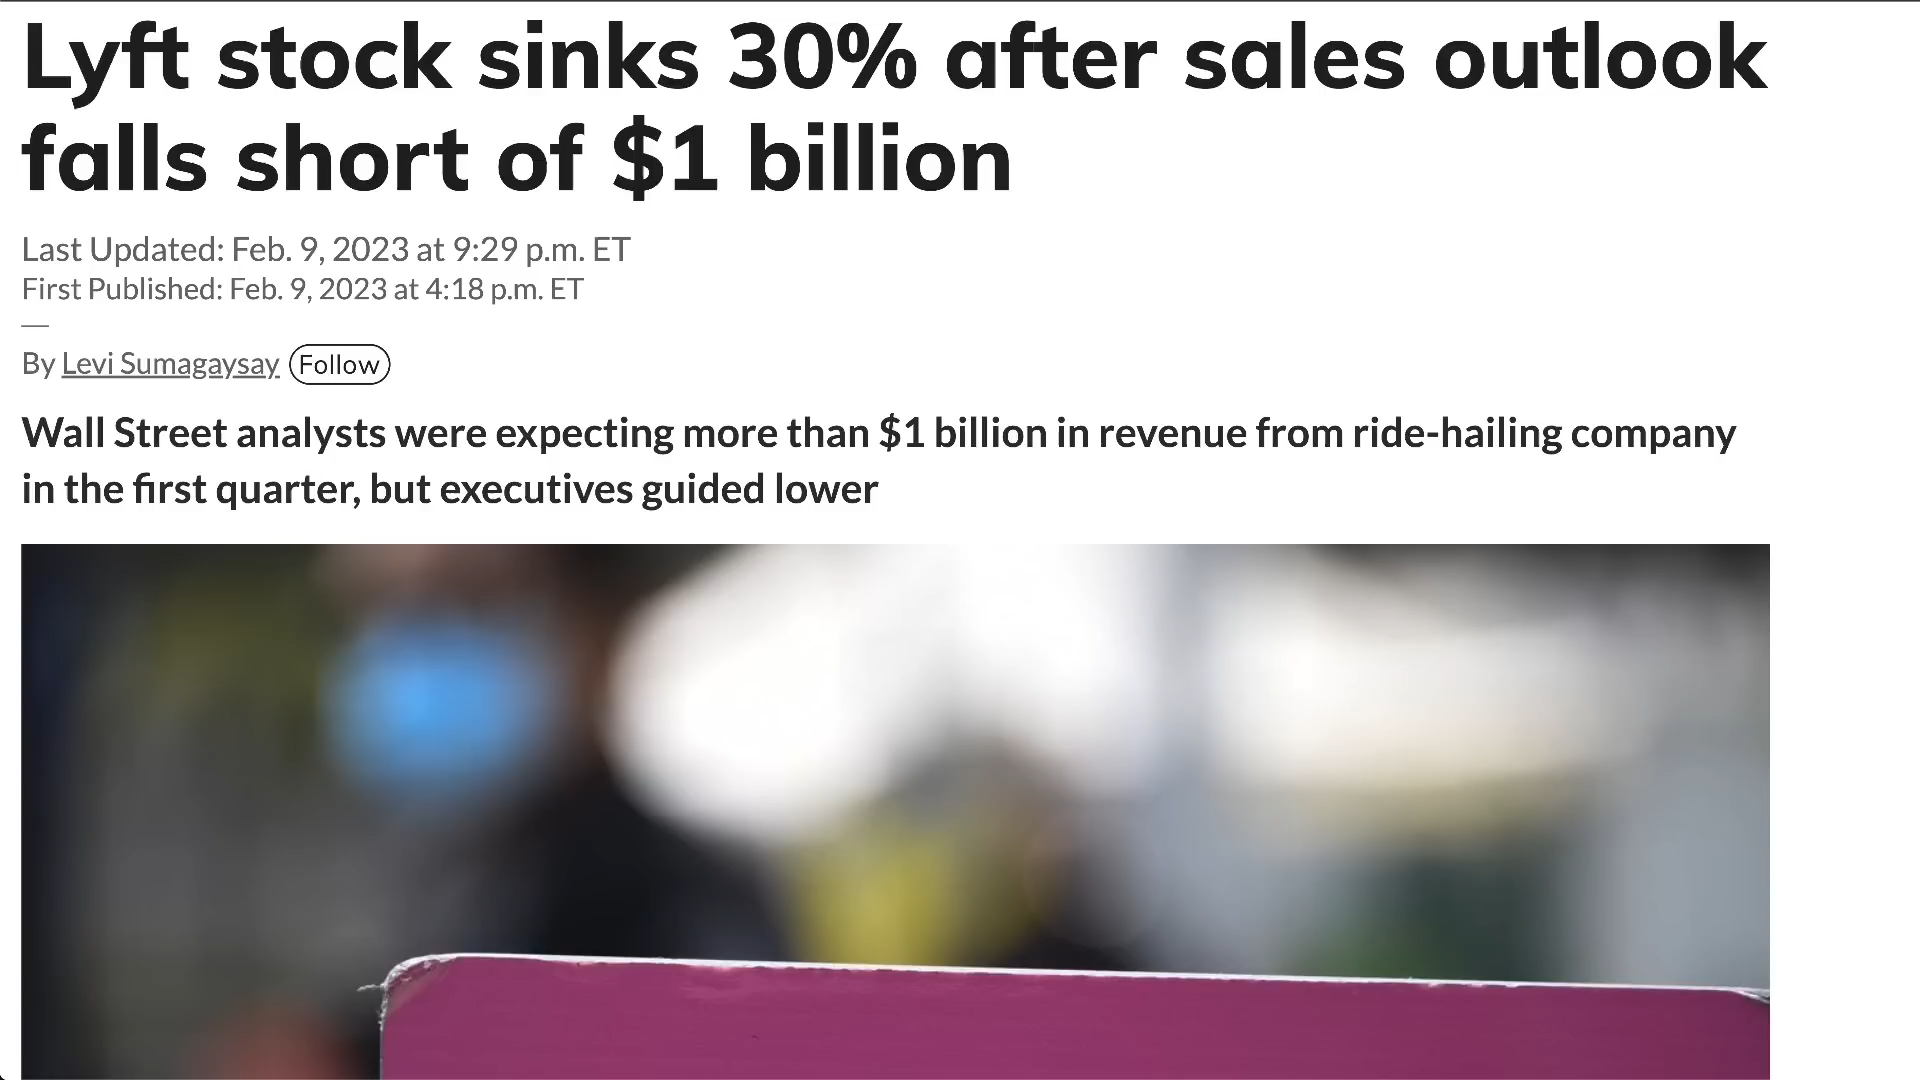 Lyft stock sinks 30% after sales outlook
falls short of $1 billion
Last Updated: Feb. 9, 2023 at 9:29 p.m. ET
First Published: Feb. 9, 2023 at 4:18 p.m. ET
—
By Levi Sumagaysay Follow
Wall Street analysts were expecting more than $1 billion in revenue from ride-hailing company
in the first quarter, but executives guided lower